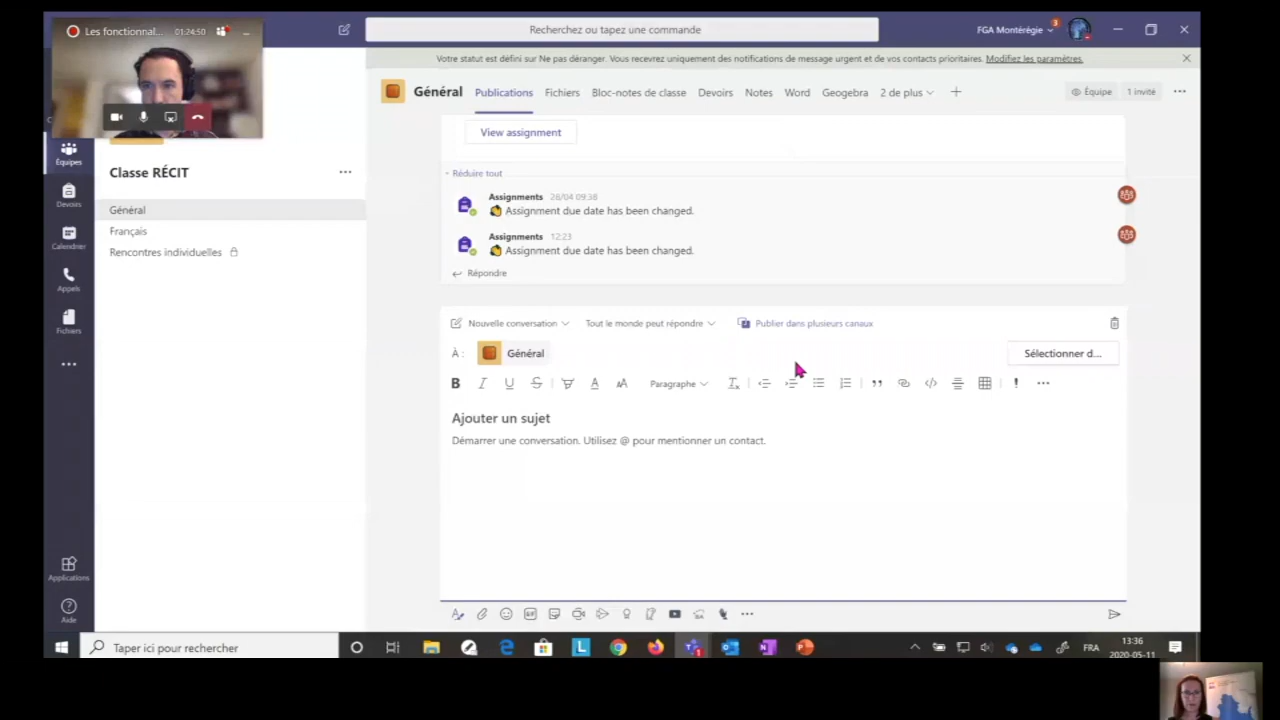 Les fonctionnal... 01:24:50
Recherchez ou tapez une commande
FGA Montérégie
3
Votre statut est défini sur Ne pas déranger. Vous recevrez uniquement des notifications de message urgent et de vos contacts prioritaires. Modifiez les paramètres.
Général Publications Fichiers Bloc-notes de classe Devoirs Notes Word Geogebra 2 de plus
Équipe 1 invité
View assignment
Équipes
Devoirs
Calendrier
Appels
Fichiers
Applications
Aide
Classe RÉCIT
Général
Français
Rencontres individuelles
Réduire tout
Assignments 28/04 09:38
Assignment due date has been changed.
Assignments 12:23
Assignment due date has been changed.
Répondre
Nouvelle conversation Tout le monde peut répondre Publier dans plusieurs canaux
À : Général Sélectionner d...
B I U S A AA Paragraphe
Ajouter un sujet
Démarrer une conversation. Utilisez @ pour mentionner un contact.
Taper ici pour rechercher
FRA
13:36
2020-05-11